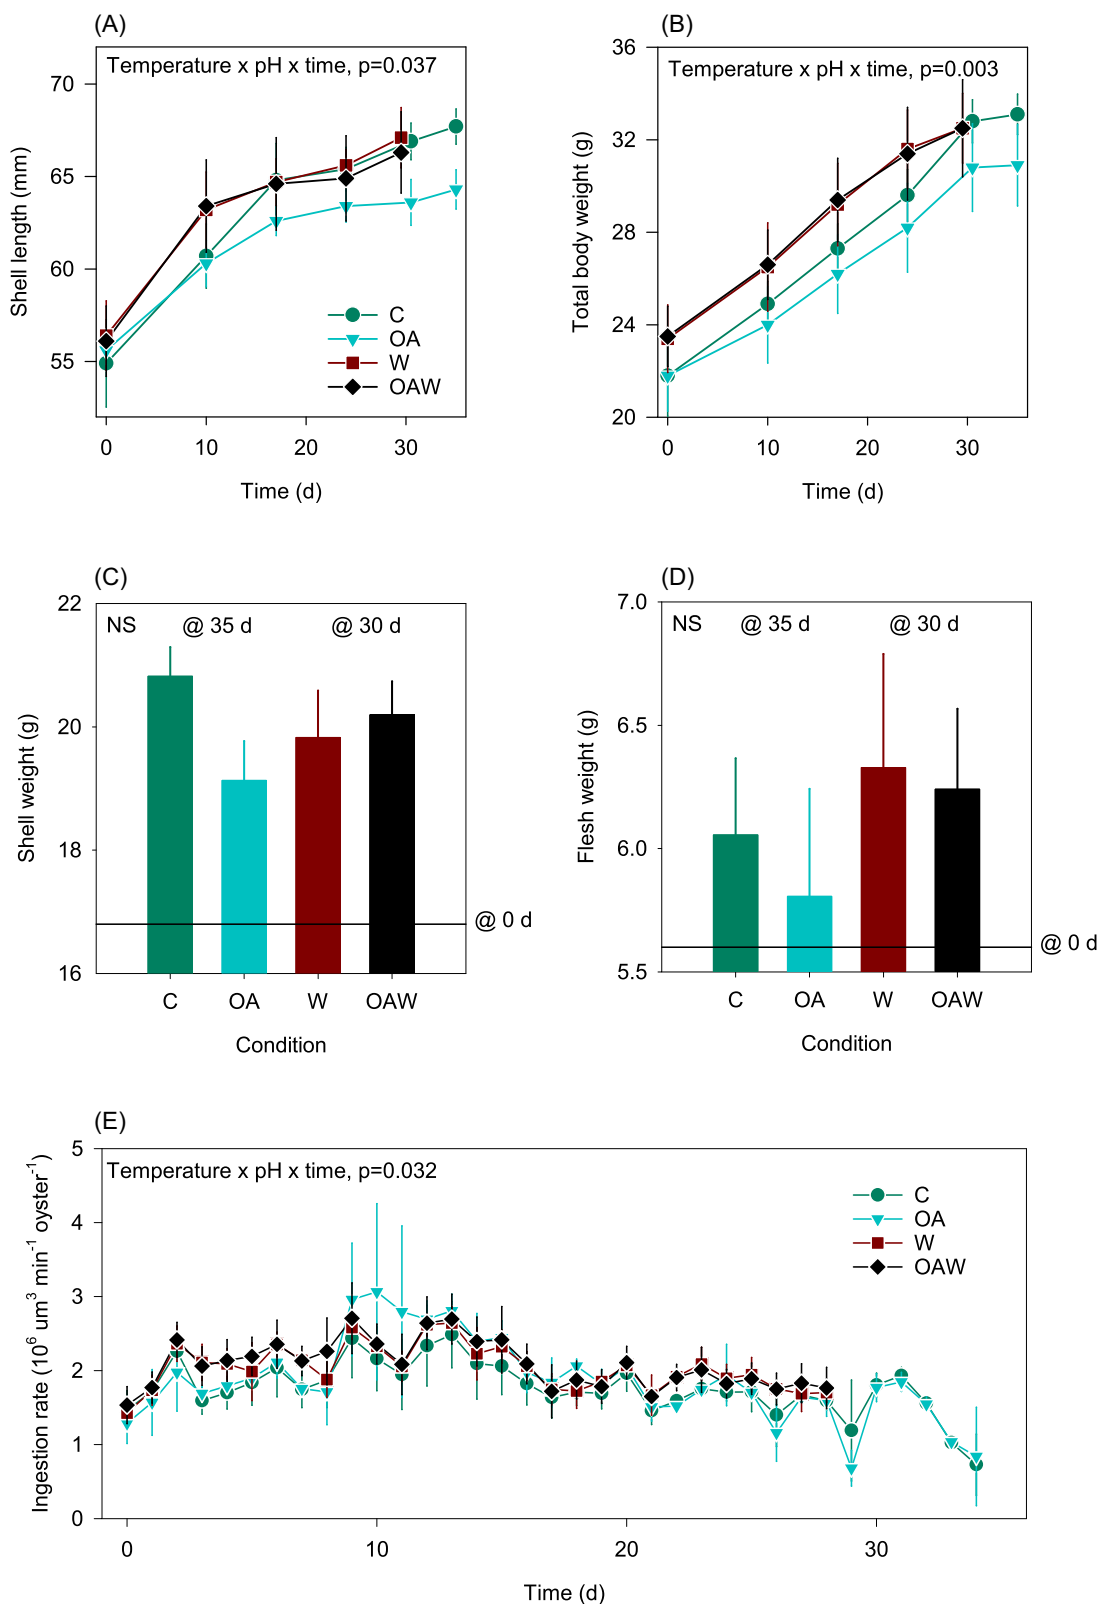 (A)
Temperature x pH x time, p=0.037
70
65
60
55
Shell length (mm)
C
OA
W
OAW
0 10 20 30
Time (d)
(B)
Temperature x pH x time, p=0.003
36
32
28
24
20
Total body weight (g)
0 10 20 30
Time (d)
(C)
NS @ 35 d @ 30 d
22
20
18
16
Shell weight (g)
@ 0 d
C OA W OAW
Condition
(D)
NS @ 35 d @ 30 d
7.0
6.5
6.0
5.5
Flesh weight (g)
@ 0 d
C OA W OAW
Condition
(E)
Temperature x pH x time, p=0.032
5
4
3
2
1
0
Ingestion rate (10⁶ um³ min⁻¹ oyster⁻¹)
C
OA
W
OAW
0 10 20 30
Time (d)